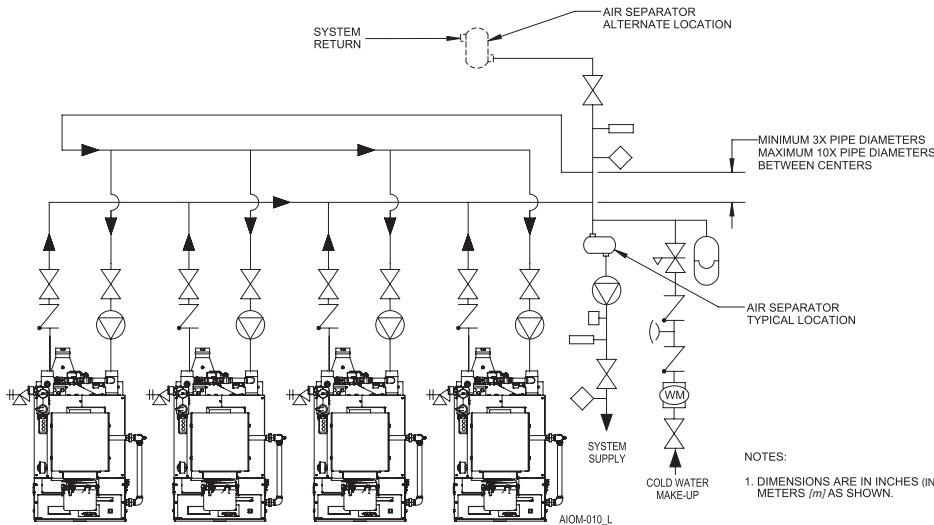 AIR SEPARATOR
ALTERNATE LOCATION
SYSTEM
RETURN
MINIMUM 3X PIPE DIAMETERS
MAXIMUM 10X PIPE DIAMETERS
BETWEEN CENTERS
AIR SEPARATOR
TYPICAL LOCATION
WM
SYSTEM
SUPPLY
COLD WATER
MAKE-UP
NOTES:
1. DIMENSIONS ARE IN INCHES (IN
METERS [m] AS SHOWN.
AIOM-010_L